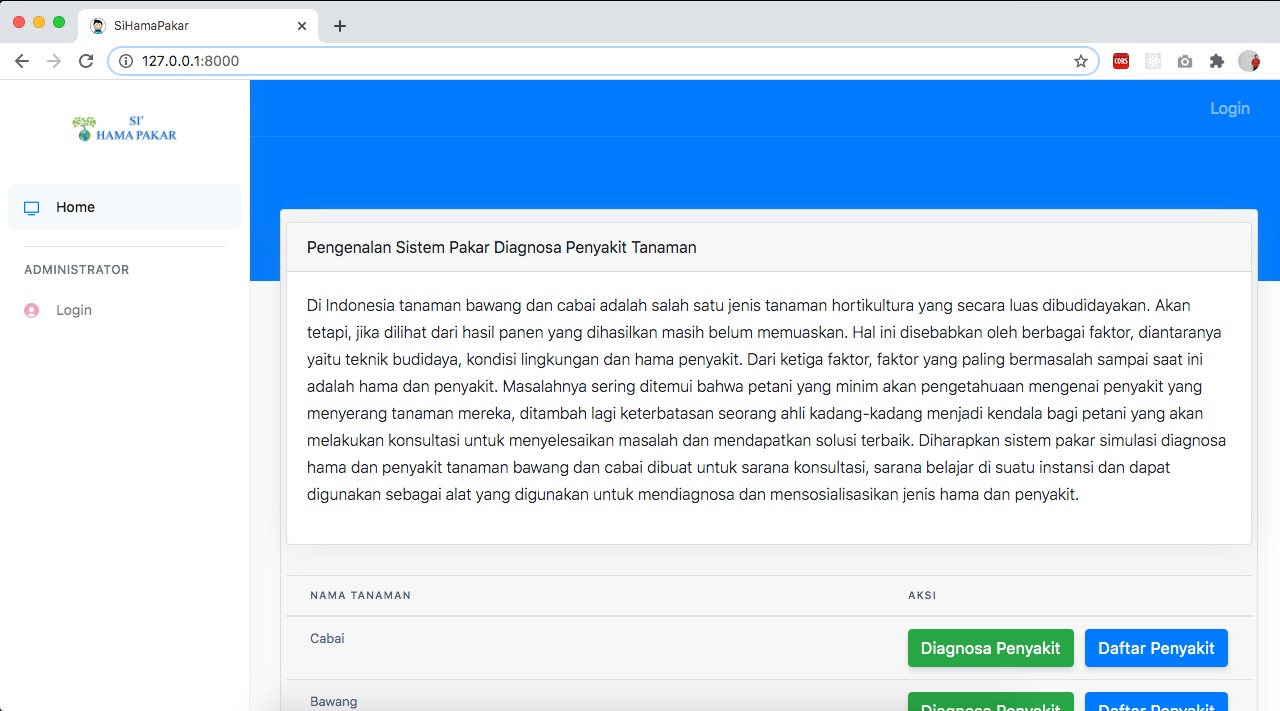 SiHamaPakar
127.0.0.1:8000
CORS
SI'
HAMA PAKAR
Login
Home
ADMINISTRATOR
Login
Pengenalan Sistem Pakar Diagnosa Penyakit Tanaman
Di Indonesia tanaman bawang dan cabai adalah salah satu jenis tanaman hortikultura yang secara luas dibudidayakan. Akan
tetapi, jika dilihat dari hasil panen yang dihasilkan masih belum memuaskan. Hal ini disebabkan oleh berbagai faktor, diantaranya
yaitu teknik budidaya, kondisi lingkungan dan hama penyakit. Dari ketiga faktor, faktor yang paling bermasalah sampai saat ini
adalah hama dan penyakit. Masalahnya sering ditemui bahwa petani yang minim akan pengetahuaan mengenai penyakit yang
menyerang tanaman mereka, ditambah lagi keterbatasan seorang ahli kadang-kadang menjadi kendala bagi petani yang akan
melakukan konsultasi untuk menyelesaikan masalah dan mendapatkan solusi terbaik. Diharapkan sistem pakar simulasi diagnosa
hama dan penyakit tanaman bawang dan cabai dibuat untuk sarana konsultasi, sarana belajar di suatu instansi dan dapat
digunakan sebagai alat yang digunakan untuk mendiagnosa dan mensosialisasikan jenis hama dan penyakit.
NAMA TANAMAN AKSI
Cabai Diagnosa Penyakit Daftar Penyakit
Bawang Diagnosa Penyakit Daftar Penyakit